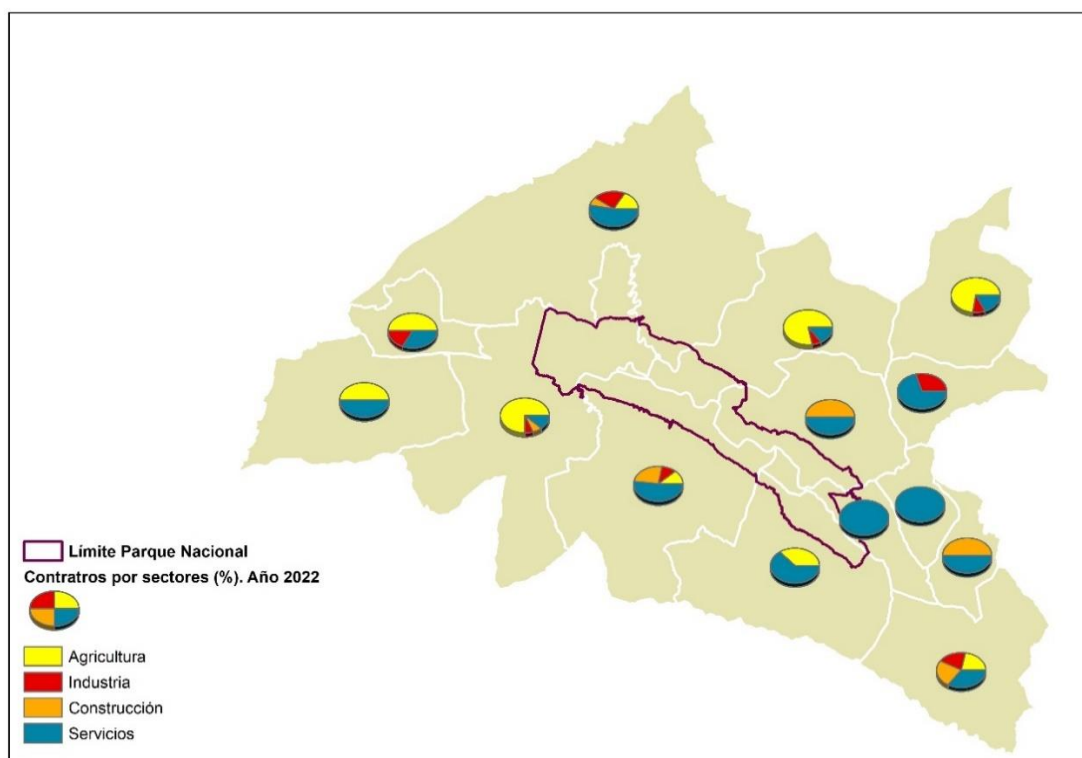 Límite Parque Nacional
Contratros por sectores (%). Año 2022
Agricultura
Industria
Construcción
Servicios